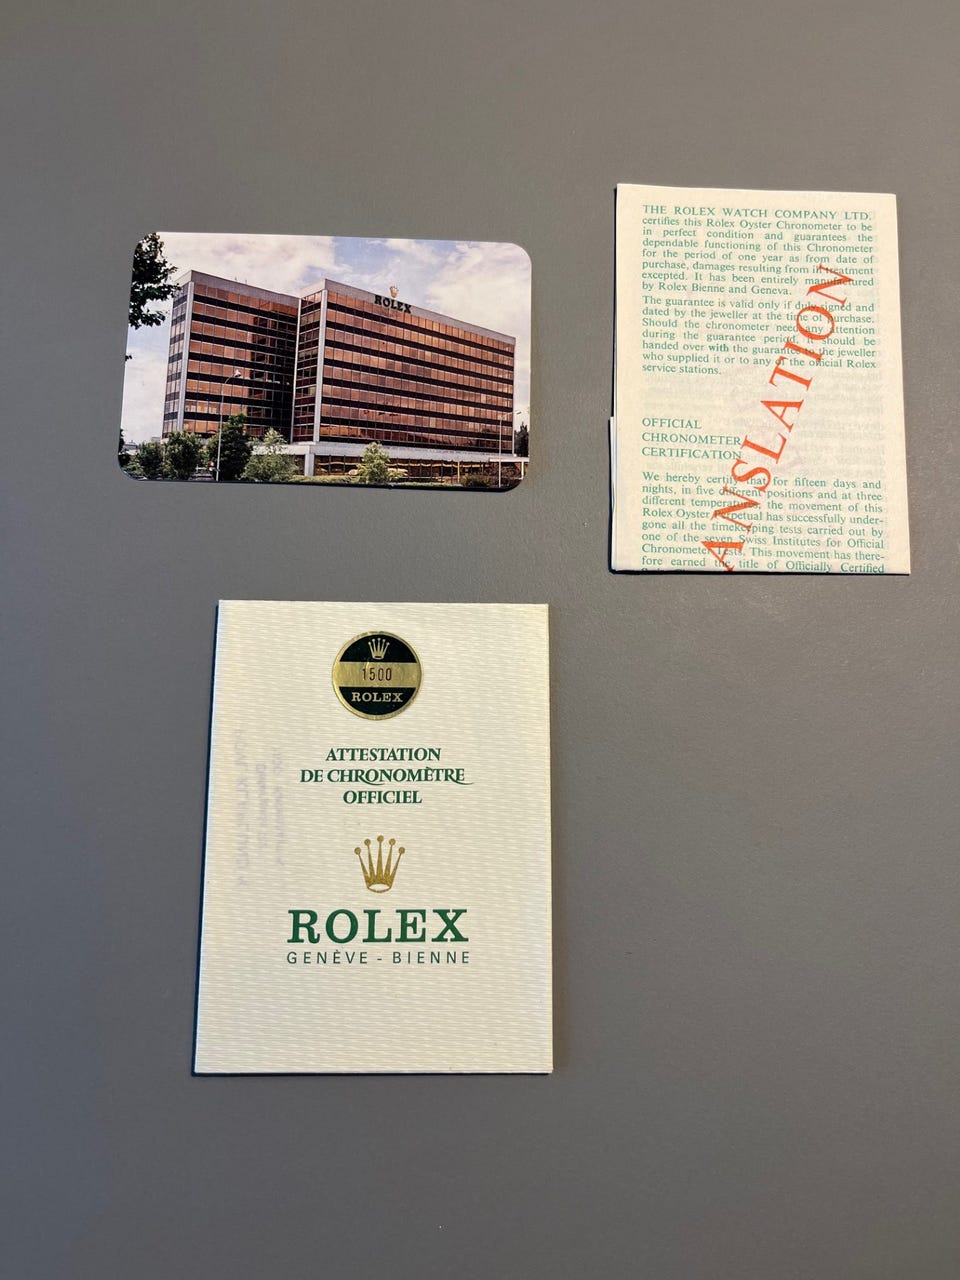 ROLEX
THE ROLEX WATCH COMPANY LTD.
certifies this Rolex Oyster Chronometer to be
in perfect condition and guarantees the
dependable functioning of this Chronometer
for the period of one year as from date of
purchase, damages resulting from ill treatment
excepted. It has been entirely manufactured
by Rolex Bienne and Geneva.
The guarantee is valid only if duly signed and
dated by the jeweller at the time of purchase.
Should the chronometer need any attention
during the guarantee period, it should be
handed over with the guarantee to the jeweller
who supplied it or to any of the official Rolex
service stations.
OFFICIAL
CHRONOMETER
CERTIFICATION
We hereby certify that for fifteen days and
nights, in five different positions and at three
different temperatures, the movement of this
Rolex Oyster Perpetual has successfully under-
gone all the timekeeping tests carried out by
one of the seven Swiss Institutes for Official
Chronometer Tests. This movement has there-
fore earned the title of Officially Certified
ANSLATION
1500
ROLEX
ATTESTATION
DE CHRONOMÈTRE
OFFICIEL
ROLEX
GENÈVE - BIENNE